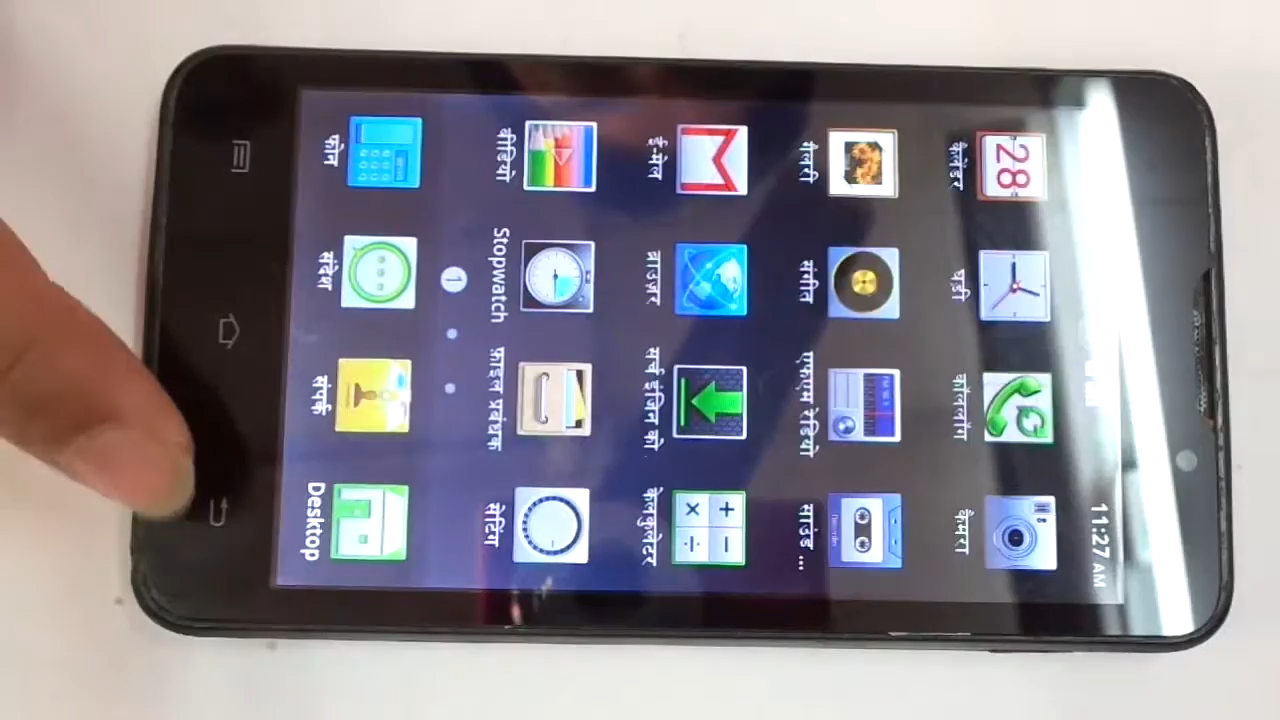 11:27 AM
28
कैलेंडर
घड़ी
कॉल लॉग
कैमरा
गैलरी
संगीत
एफएम रेडियो
साउंड ...
ई-मेल
ब्राउज़र
सर्च इंजिन को.
केलकुलेटर
वीडियो
Stopwatch
फ़ाइल प्रबंधक
सेटिंग
1
फोन
संदेश
संपर्क
Desktop